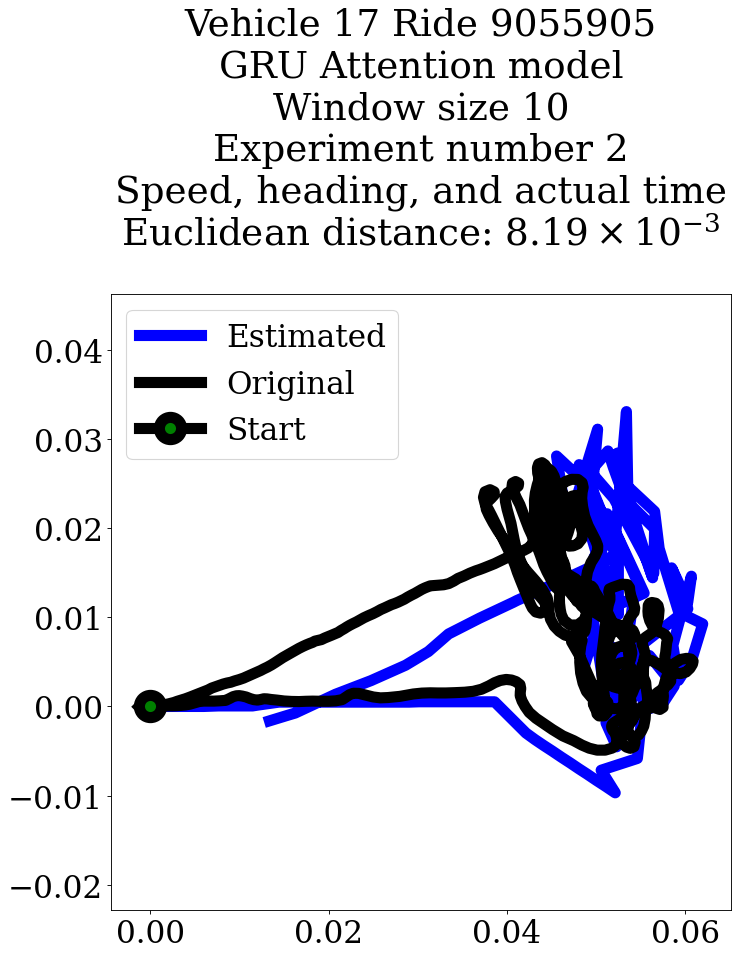 Vehicle 17 Ride 9055905
GRU Attention model
Window size 10
Experiment number 2
Speed, heading, and actual time
Euclidean distance: 8.19 × 10⁻³
Estimated
Original
Start
0.04
0.03
0.02
0.01
0.00
−0.01
−0.02
0.00 0.02 0.04 0.06